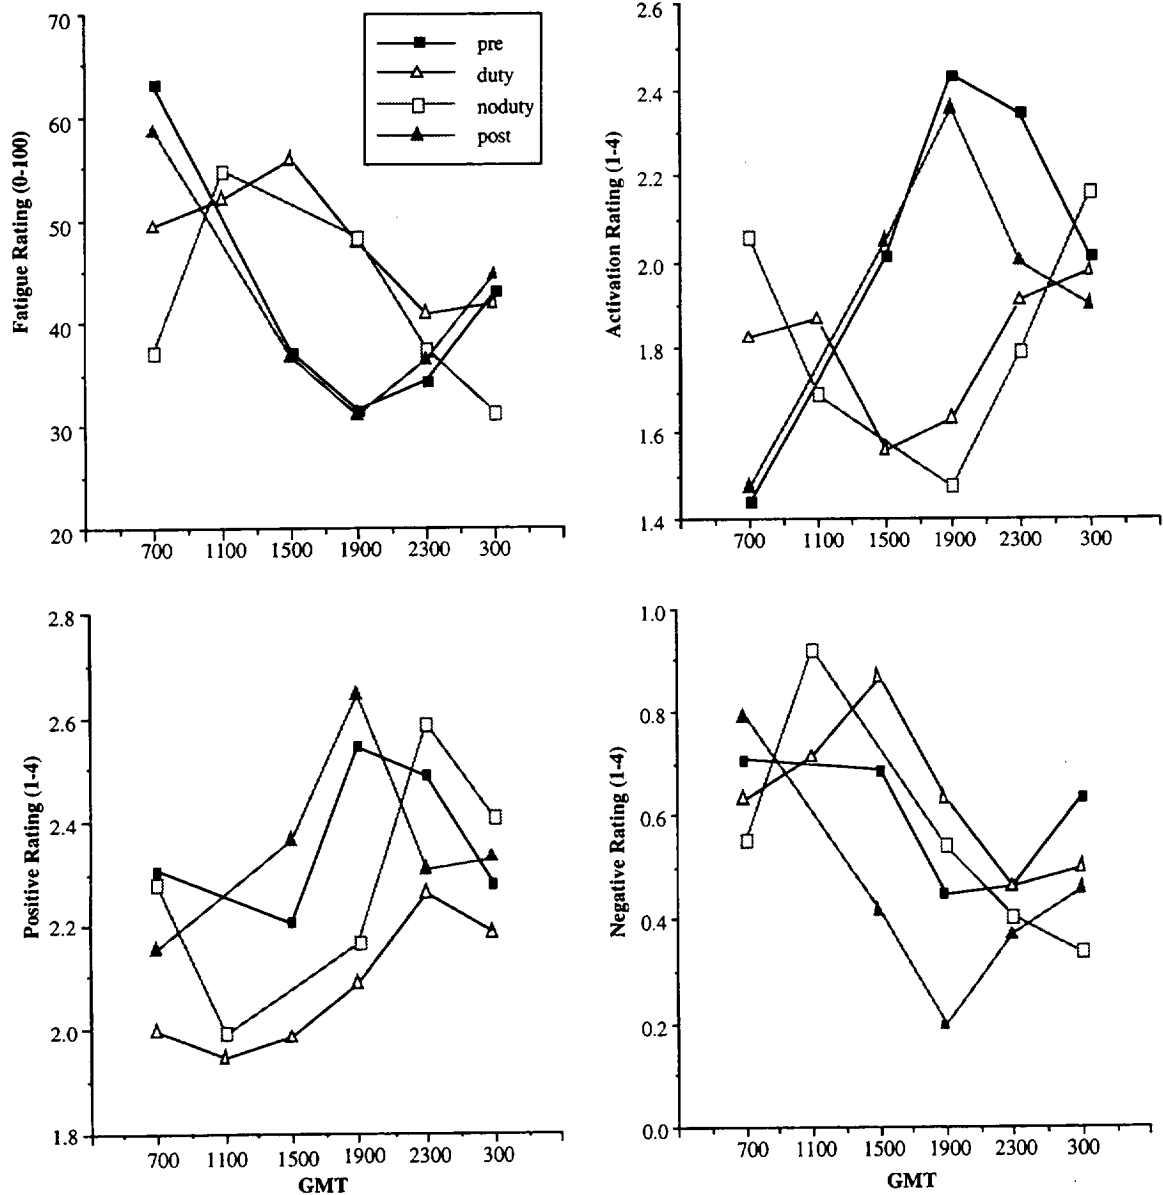 70
60
50
40
30
20
Fatigue Rating (0-100)
pre
duty
noduty
post
700 1100 1500 1900 2300 300
2.6
2.4
2.2
2.0
1.8
1.6
1.4
Activation Rating (1-4)
700 1100 1500 1900 2300 300
2.8
2.6
2.4
2.2
2.0
1.8
Positive Rating (1-4)
700 1100 1500 1900 2300 300
GMT
1.0
0.8
0.6
0.4
0.2
0.0
Negative Rating (1-4)
700 1100 1500 1900 2300 300
GMT